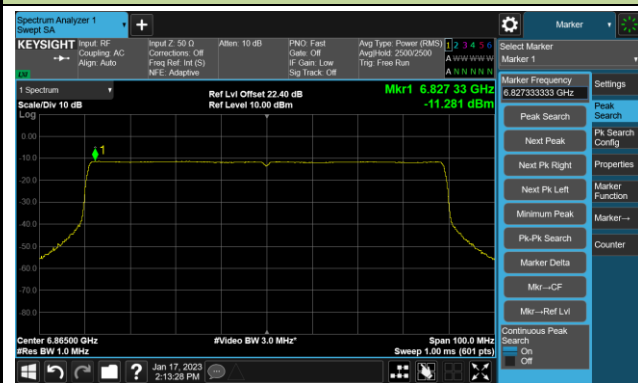 Spectrum Analyzer 1
Swept SA
Marker
KEYSIGHT
Input: RF
Coupling: AC
Align: Auto
Input Z: 50 Ω
Corrections: Off
Freq Ref: Int (S)
NFE: Adaptive
Atten: 10 dB
PNO: Fast
Gate: Off
IF Gain: Low
Sig Track: Off
Avg Type: Power (RMS)
Avg|Hold: 2500/2500
Trig: Free Run
1 2 3 4 5 6
A W W W W W
A N N N N N
Select Marker
Marker 1
1 Spectrum
Scale/Div 10 dB
Log
Ref Lvl Offset 22.40 dB
Ref Level 10.00 dBm
Mkr1 6.827 33 GHz
-11.281 dBm
0.00
-10.0
-20.0
-30.0
-40.0
-50.0
-60.0
-70.0
-80.0
1
Center 6.86500 GHz
#Res BW 1.0 MHz
#Video BW 3.0 MHz*
Span 100.0 MHz
Sweep 1.00 ms (601 pts)
Marker Frequency
6.827333333 GHz
Peak Search
Next Peak
Next Pk Right
Next Pk Left
Minimum Peak
Pk-Pk Search
Marker Delta
Mkr→CF
Mkr→Ref Lvl
Continuous Peak
Search
On
Off
Settings
Peak
Search
Pk Search
Config
Properties
Marker
Function
Marker→
Counter
Jan 17, 2023
2:13:28 PM